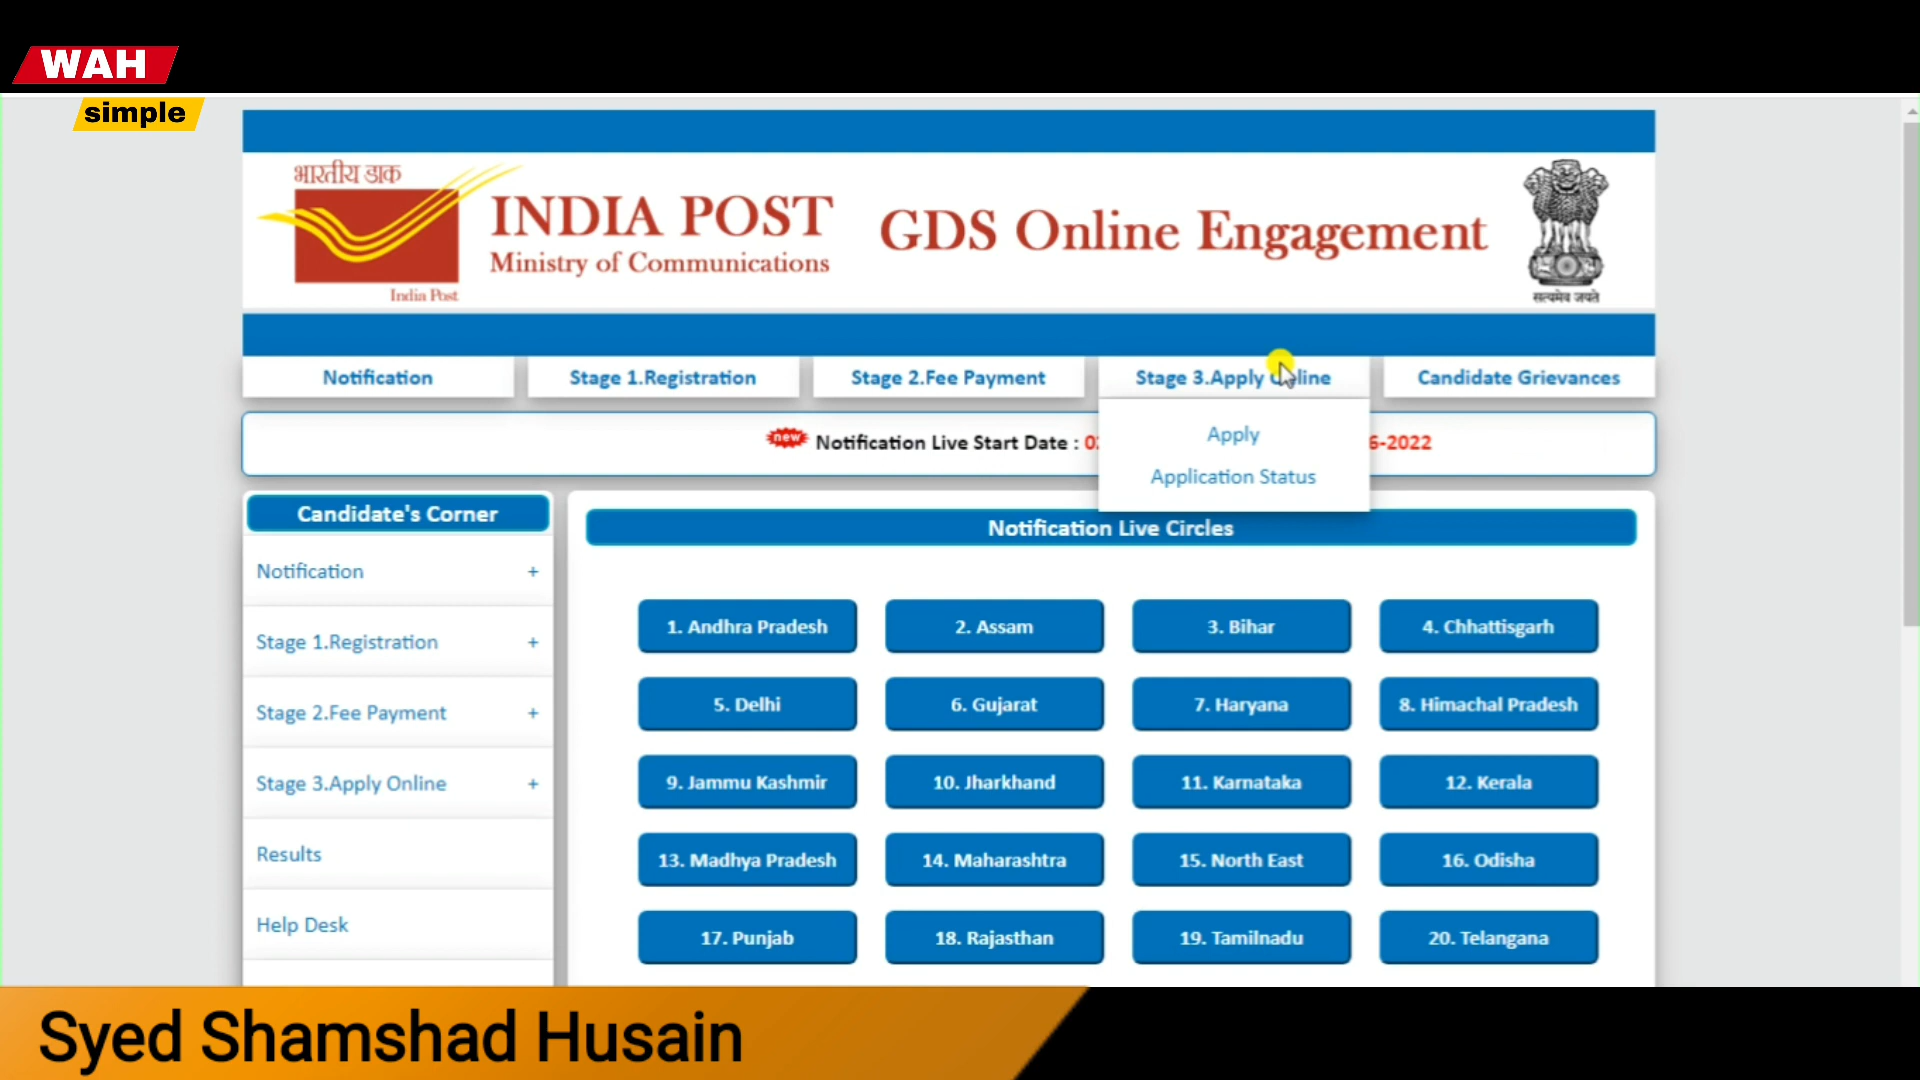 WAH
simple
भारतीय डाक
INDIA POST
Ministry of Communications
India Post
GDS Online Engagement
सत्यमेव जयते
Notification
Stage 1.Registration
Stage 2.Fee Payment
Stage 3.Apply Online
Candidate Grievances
Apply
Application Status
new Notification Live Start Date : 0 6-2022
Candidate's Corner
Notification +
Stage 1.Registration +
Stage 2.Fee Payment +
Stage 3.Apply Online +
Results
Help Desk
Notification Live Circles
1. Andhra Pradesh
2. Assam
3. Bihar
4. Chhattisgarh
5. Delhi
6. Gujarat
7. Haryana
8. Himachal Pradesh
9. Jammu Kashmir
10. Jharkhand
11. Karnataka
12. Kerala
13. Madhya Pradesh
14. Maharashtra
15. North East
16. Odisha
17. Punjab
18. Rajasthan
19. Tamilnadu
20. Telangana
Syed Shamshad Husain